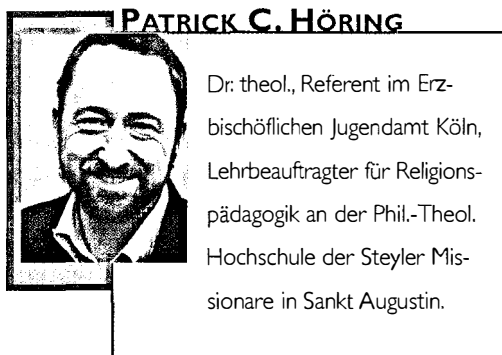 PATRICK C. HÖRING
Dr. theol., Referent im Erz-
bischöflichen Jugendamt Köln,
Lehrbeauftragter für Religions-
pädagogik an der Phil.-Theol.
Hochschule der Steyler Mis-
sionare in Sankt Augustin.